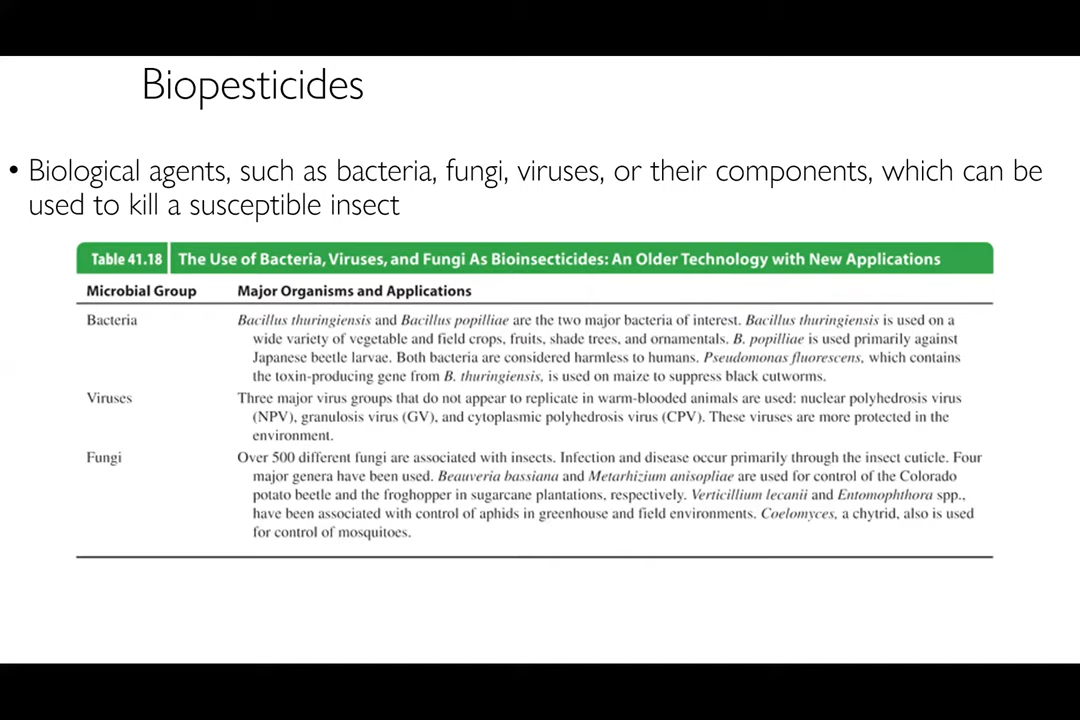 Biopesticides
• Biological agents, such as bacteria, fungi, viruses, or their components, which can be
used to kill a susceptible insect
Table 41.18 The Use of Bacteria, Viruses, and Fungi As Bioinsecticides: An Older Technology with New Applications
Microbial Group Major Organisms and Applications
Bacteria Bacillus thuringiensis and Bacillus popilliae are the two major bacteria of interest. Bacillus thuringiensis is used on a
wide variety of vegetable and field crops, fruits, shade trees, and ornamentals. B. popilliae is used primarily against
Japanese beetle larvae. Both bacteria are considered harmless to humans. Pseudomonas fluorescens, which contains
the toxin-producing gene from B. thuringiensis, is used on maize to suppress black cutworms.
Viruses Three major virus groups that do not appear to replicate in warm-blooded animals are used: nuclear polyhedrosis virus
(NPV), granulosis virus (GV), and cytoplasmic polyhedrosis virus (CPV). These viruses are more protected in the
environment.
Fungi Over 500 different fungi are associated with insects. Infection and disease occur primarily through the insect cuticle. Four
major genera have been used. Beauveria bassiana and Metarhizium anisopliae are used for control of the Colorado
potato beetle and the froghopper in sugarcane plantations, respectively. Verticillium lecanii and Entomophthora spp.,
have been associated with control of aphids in greenhouse and field environments. Coelomyces, a chytrid, also is used
for control of mosquitoes.